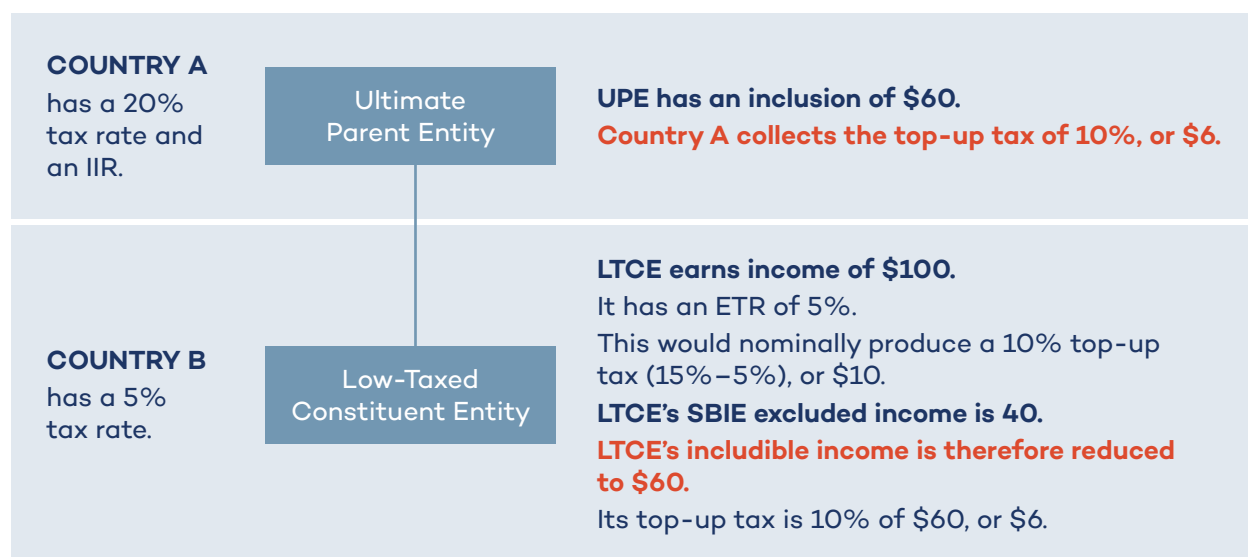 COUNTRY A
has a 20%
tax rate and
an IIR.
Ultimate
Parent Entity
UPE has an inclusion of $60.
Country A collects the top-up tax of 10%, or $6.
COUNTRY B
has a 5%
tax rate.
Low-Taxed
Constituent Entity
LTCE earns income of $100.
It has an ETR of 5%.
This would nominally produce a 10% top-up
tax (15%–5%), or $10.
LTCE’s SBIE excluded income is 40.
LTCE’s includible income is therefore reduced
to $60.
Its top-up tax is 10% of $60, or $6.